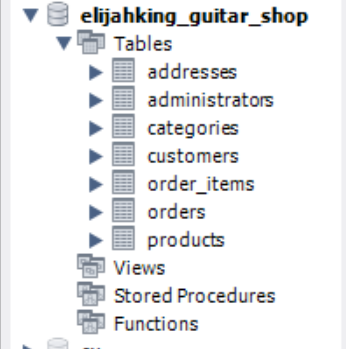 elijahking_guitar_shop
Tables
addresses
administrators
categories
customers
order_items
orders
products
Views
Stored Procedures
Functions